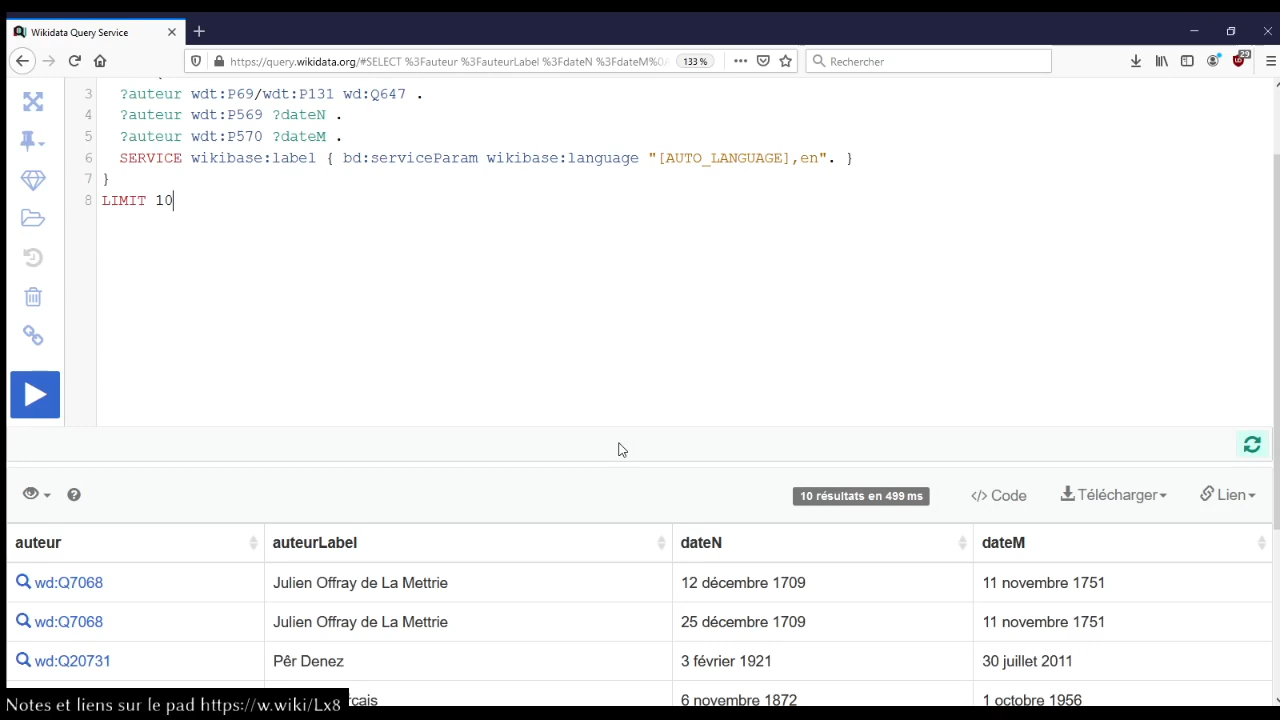 Wikidata Query Service
https://query.wikidata.org/#SELECT %3Fauteur %3FauteurLabel %3FdateN %3FdateM%0A
133 %
Rechercher
29
3 ?auteur wdt:P69/wdt:P131 wd:Q647 .
4 ?auteur wdt:P569 ?dateN .
5 ?auteur wdt:P570 ?dateM .
6 SERVICE wikibase:label { bd:serviceParam wikibase:language "[AUTO_LANGUAGE],en". }
7 }
8 LIMIT 10
10 résultats en 499 ms
</> Code
Télécharger
Lien
auteur auteurLabel dateN dateM
wd:Q7068 Julien Offray de La Mettrie 12 décembre 1709 11 novembre 1751
wd:Q7068 Julien Offray de La Mettrie 25 décembre 1709 11 novembre 1751
wd:Q20731 Pêr Denez 3 février 1921 30 juillet 2011
6 novembre 1872 1 octobre 1956
Notes et liens sur le pad https://w.wiki/Lx8